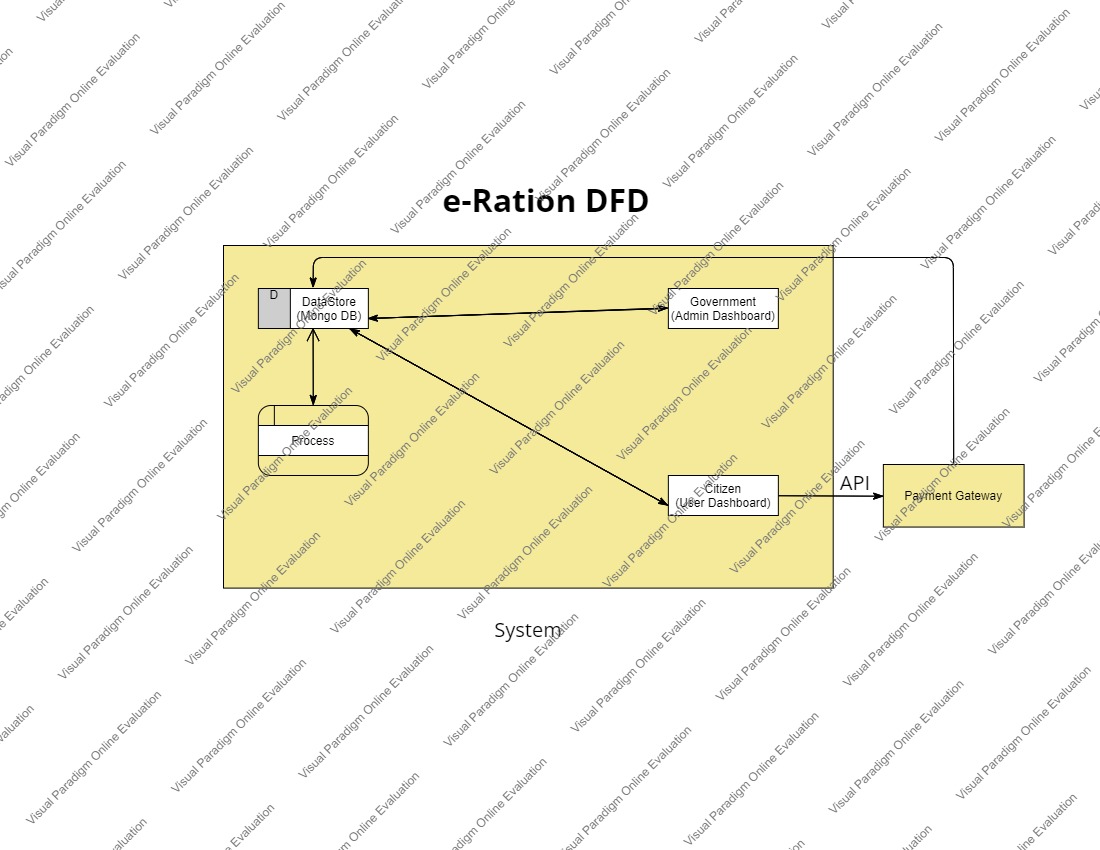 e-Ration DFD
D
DataStore
(Mongo DB)
Government
(Admin Dashboard)
Process
Citizen
(User Dashboard)
API
Payment Gateway
System
Visual Paradigm Online Evaluation